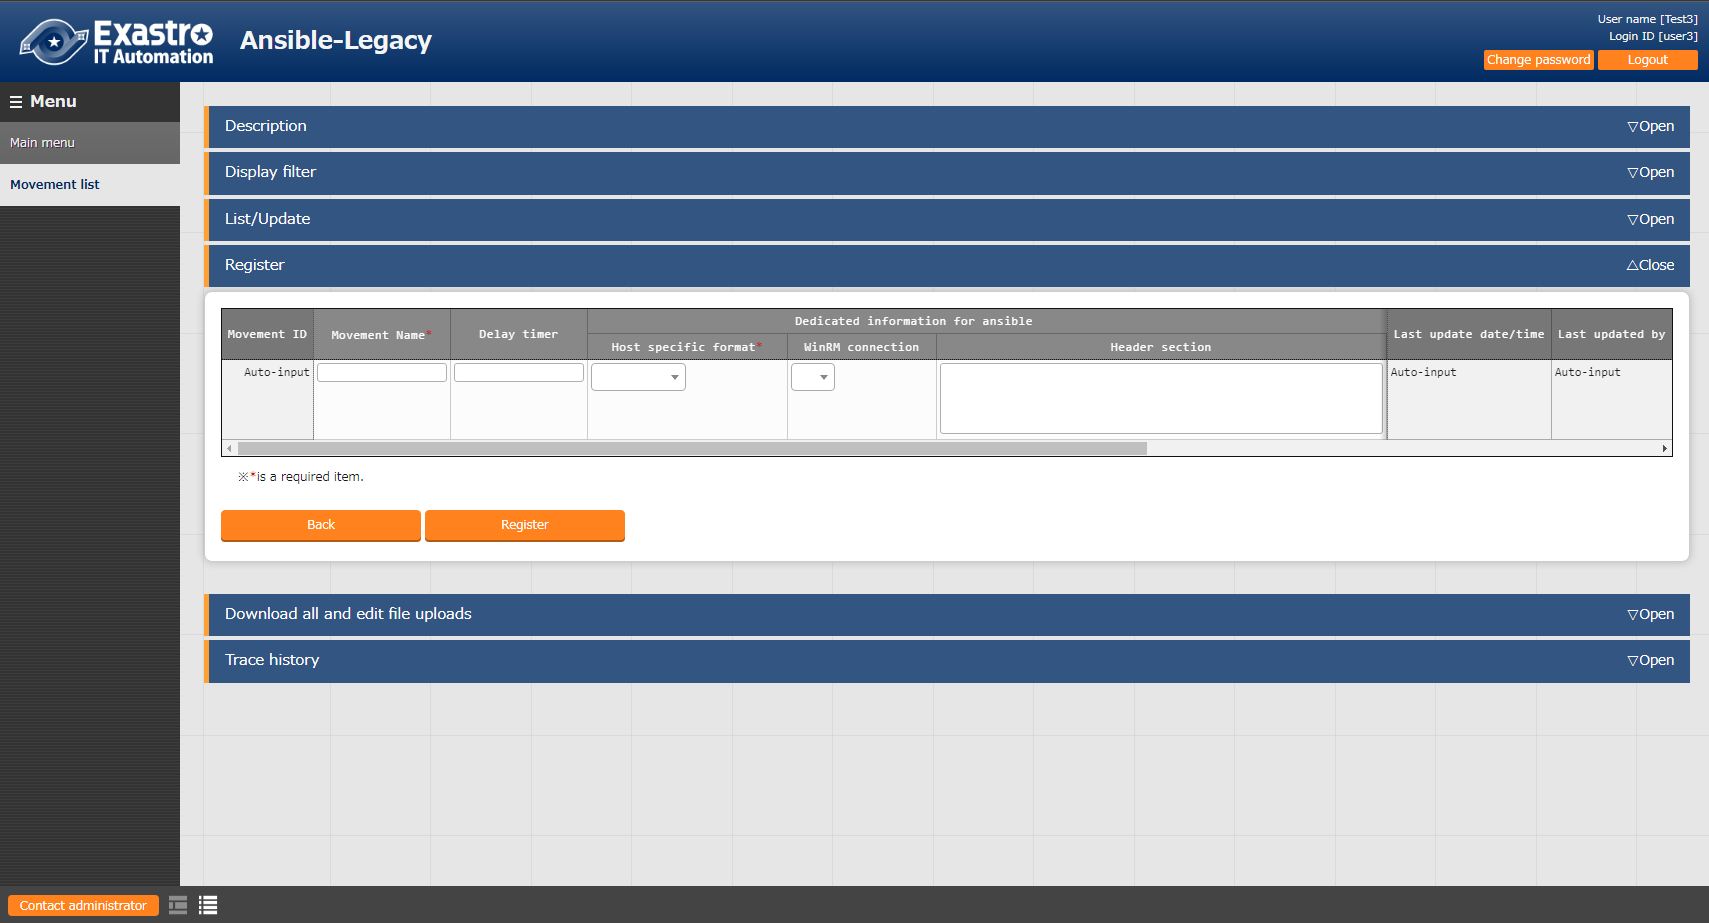 Exastro
IT Automation
Ansible-Legacy
User name [Test3]
Login ID [user3]
Change password
Logout
Menu
Main menu
Movement list
Description
▽Open
Display filter
▽Open
List/Update
▽Open
Register
△Close
Movement ID
Movement Name*
Delay timer
Dedicated information for ansible
Host specific format*
WinRM connection
Header section
Last update date/time
Last updated by
Auto-input
Auto-input
Auto-input
※*is a required item.
Back
Register
Download all and edit file uploads
▽Open
Trace history
▽Open
Contact administrator